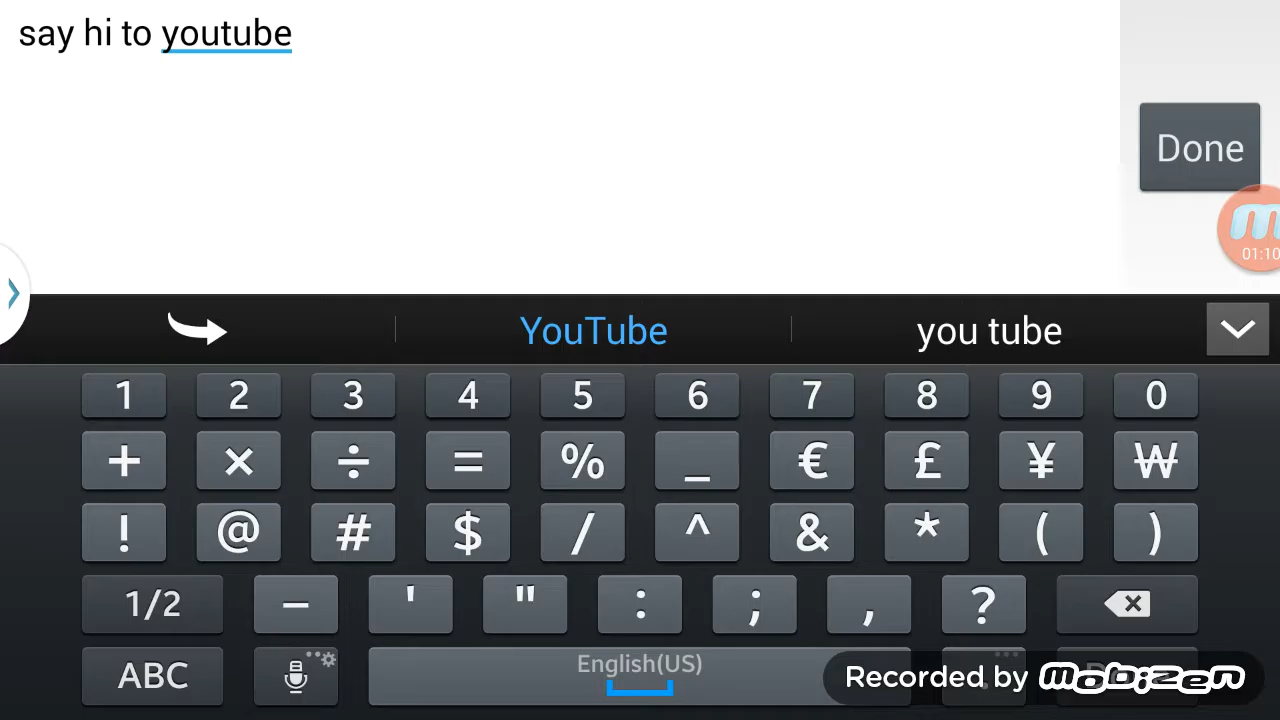 say hi to youtube
Done
01:10
YouTube you tube
1 2 3 4 5 6 7 8 9 0
+ × ÷ = % _ € £ ¥ ₩
! @ # $ / ^ & * ( )
1/2 - ' " : ; , ?
ABC English(US)
Recorded by mobizen